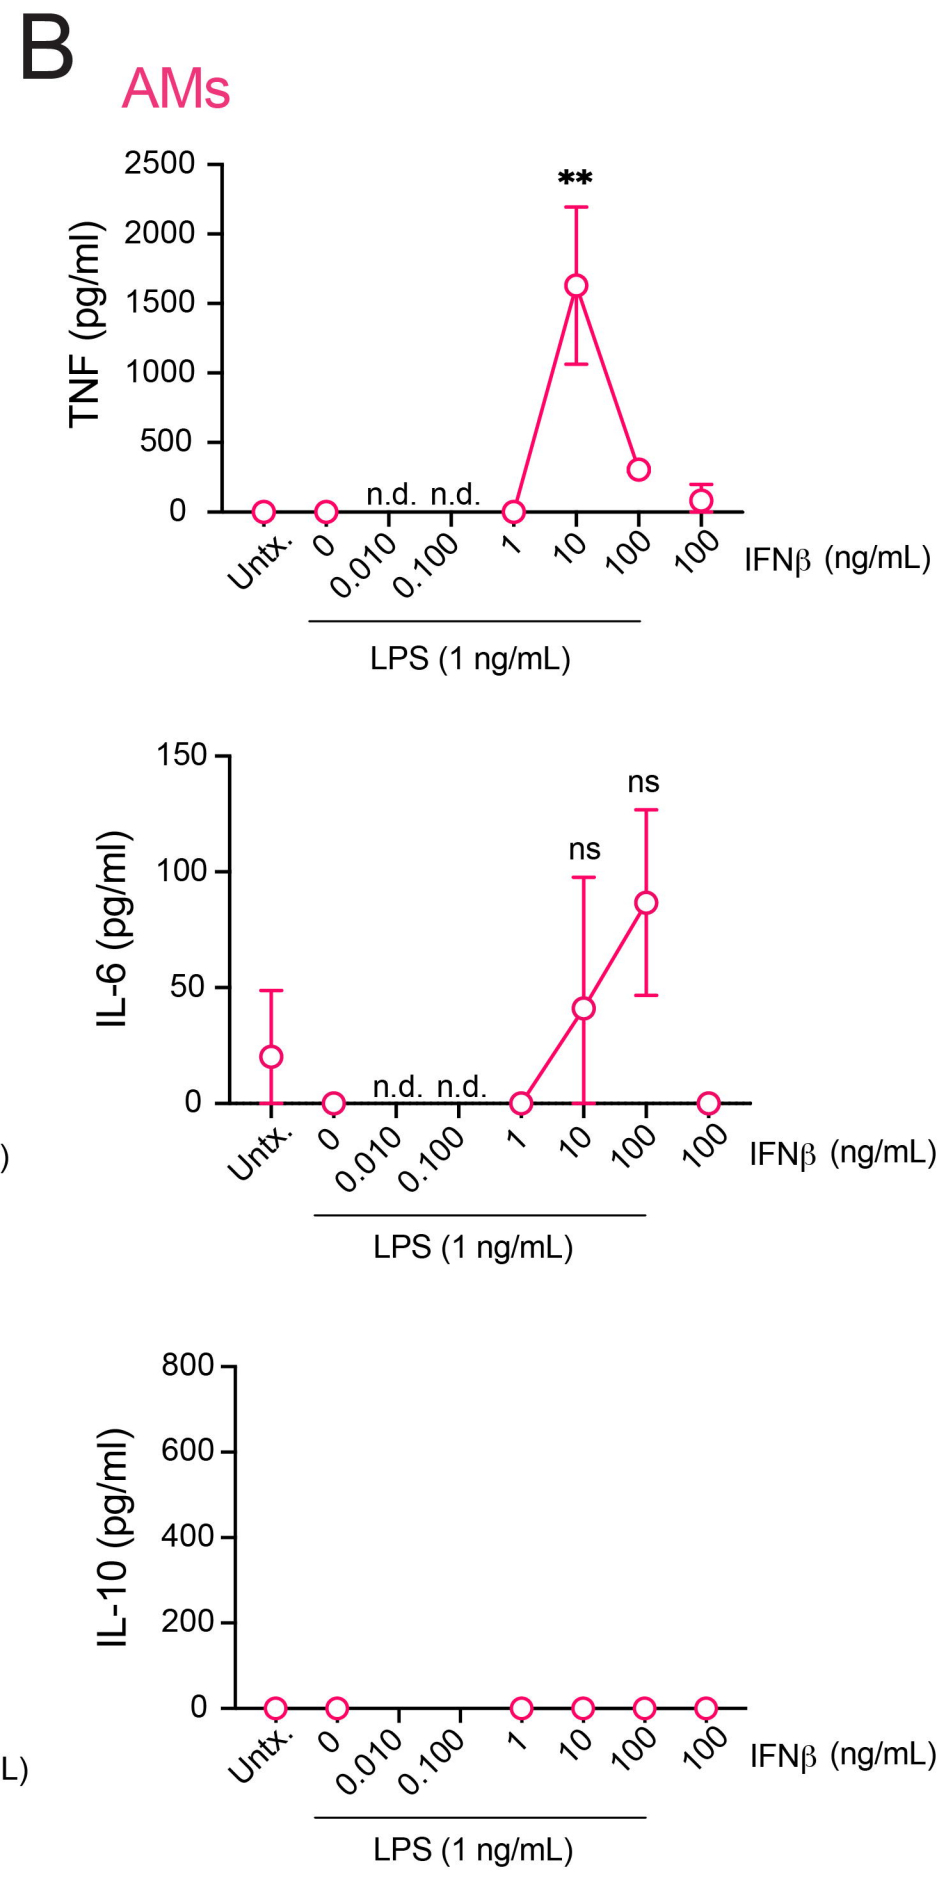 B
AMs
TNF (pg/ml)
2500
2000
1500
1000
500
0
**
n.d. n.d.
Untx. 0 0.010 0.100 1 10 100 100 IFNβ (ng/mL)
LPS (1 ng/mL)
IL-6 (pg/ml)
150
100
50
0
ns
ns
n.d. n.d.
Untx. 0 0.010 0.100 1 10 100 100 IFNβ (ng/mL)
)
LPS (1 ng/mL)
IL-10 (pg/ml)
800
600
400
200
0
Untx. 0 0.010 0.100 1 10 100 100 IFNβ (ng/mL)
L)
LPS (1 ng/mL)